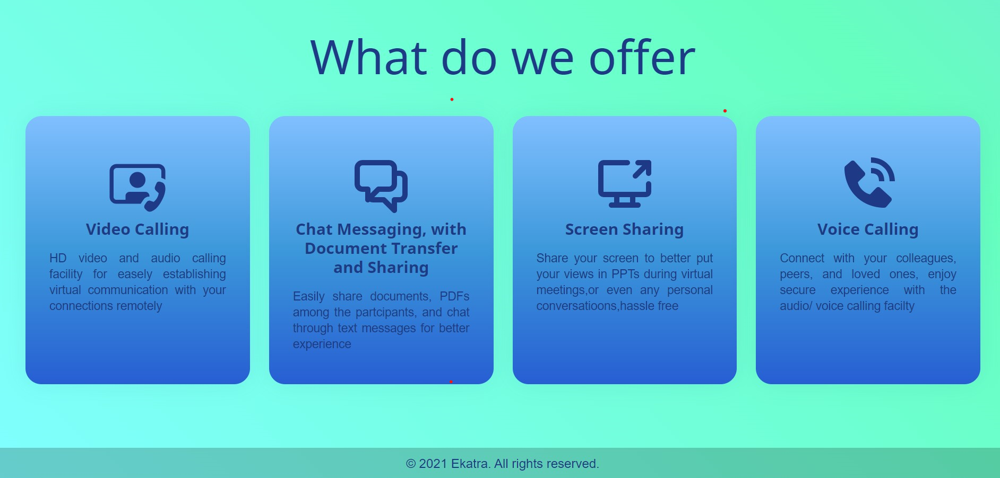 What do we offer
Video Calling
HD video and audio calling
facility for easely establishing
virtual communication with your
connections remotely
Chat Messaging, with
Document Transfer
and Sharing
Easily share documents, PDFs
among the partcipants, and chat
through text messages for better
experience
Screen Sharing
Share your screen to better put
your views in PPTs during virtual
meetings,or even any personal
conversatioons,hassle free
Voice Calling
Connect with your colleagues,
peers, and loved ones, enjoy
secure experience with the
audio/ voice calling facilty
© 2021 Ekatra. All rights reserved.